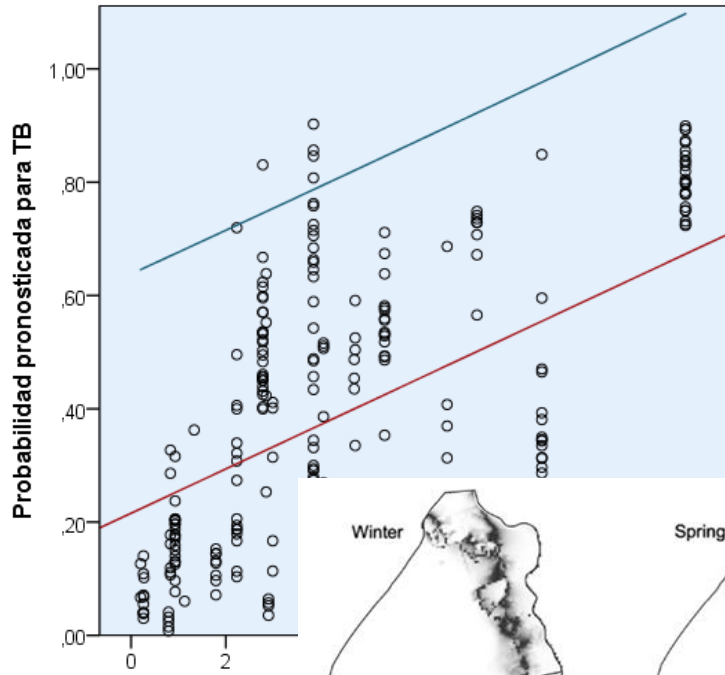 Probabilidad pronosticada para TB
1,00
,80
,60
,40
,20
,00
0
2
Winter
Spring